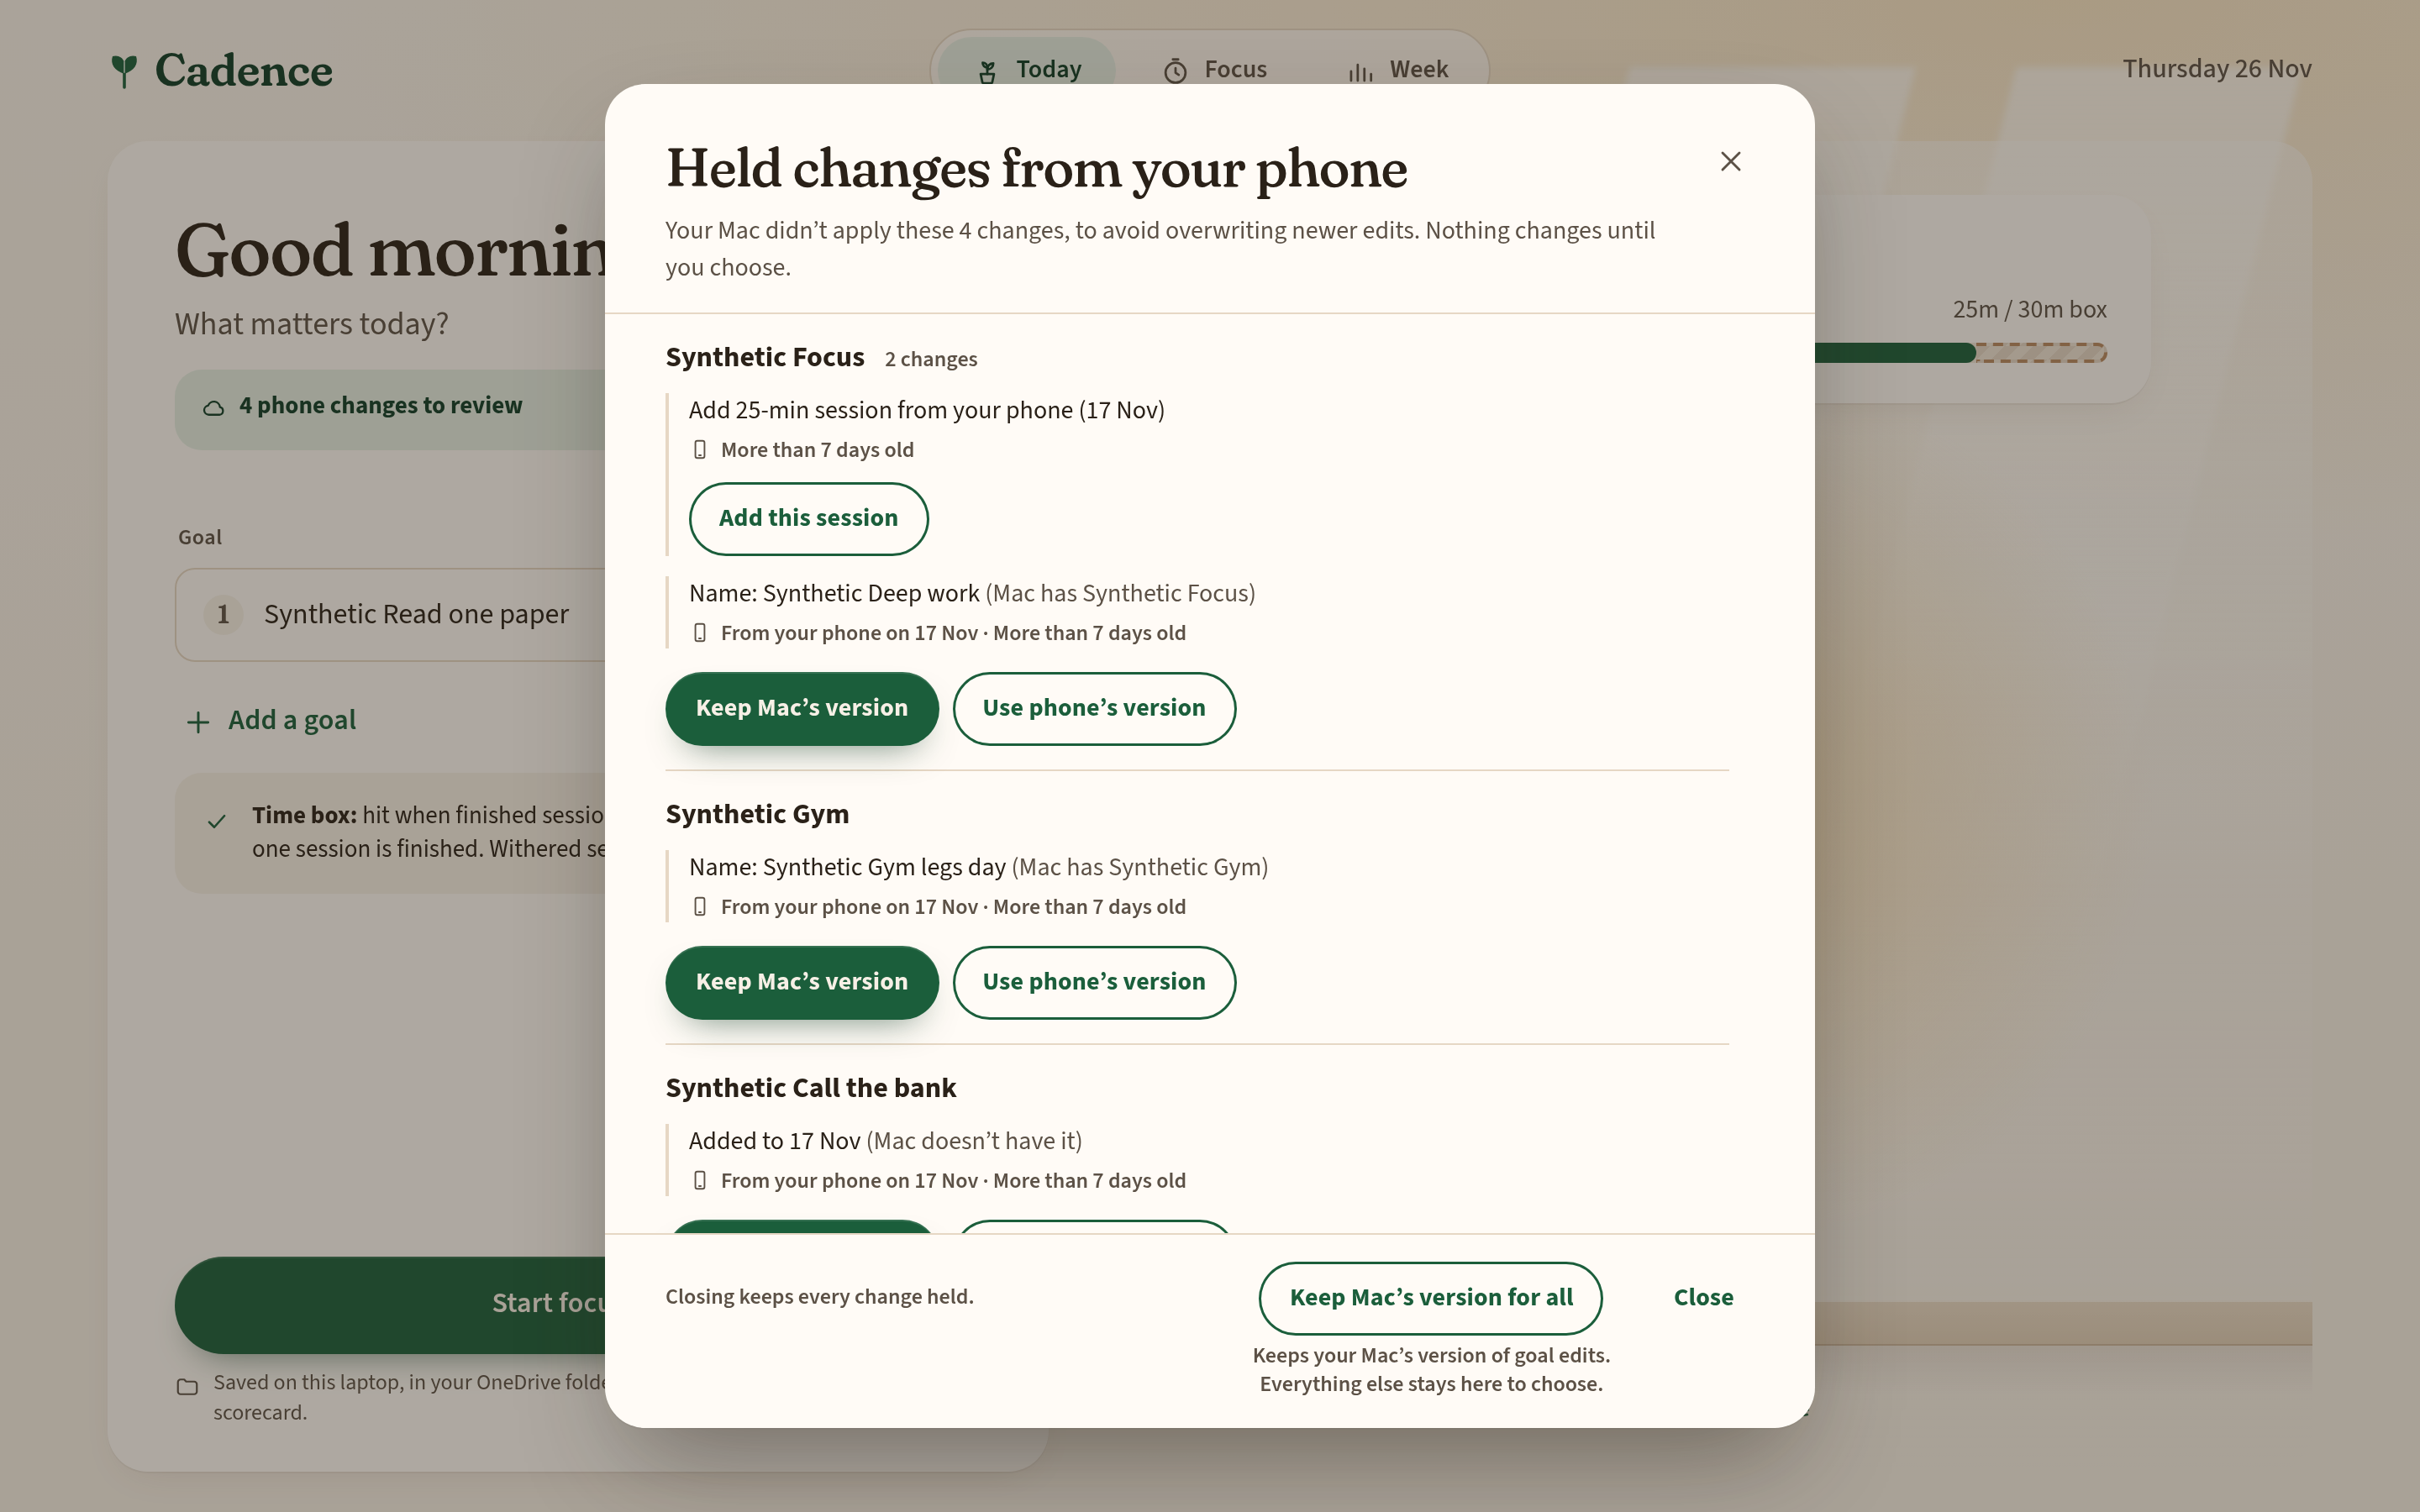 Cadence
Today
Focus
Week
Thursday 26 Nov
Good mornin
What matters today?
4 phone changes to review
Goal
1 Synthetic Read one paper
Add a goal
Time box: hit when finished sessio
one session is finished. Withered se
Start focu
Saved on this laptop, in your OneDrive folde
scorecard.
25m / 30m box
Held changes from your phone
Your Mac didn’t apply these 4 changes, to avoid overwriting newer edits. Nothing changes until
you choose.
Synthetic Focus 2 changes
Add 25-min session from your phone (17 Nov)
More than 7 days old
Add this session
Name: Synthetic Deep work (Mac has Synthetic Focus)
From your phone on 17 Nov · More than 7 days old
Keep Mac’s version
Use phone’s version
Synthetic Gym
Name: Synthetic Gym legs day (Mac has Synthetic Gym)
From your phone on 17 Nov · More than 7 days old
Keep Mac’s version
Use phone’s version
Synthetic Call the bank
Added to 17 Nov (Mac doesn’t have it)
From your phone on 17 Nov · More than 7 days old
Closing keeps every change held.
Keep Mac’s version for all
Close
Keeps your Mac’s version of goal edits.
Everything else stays here to choose.